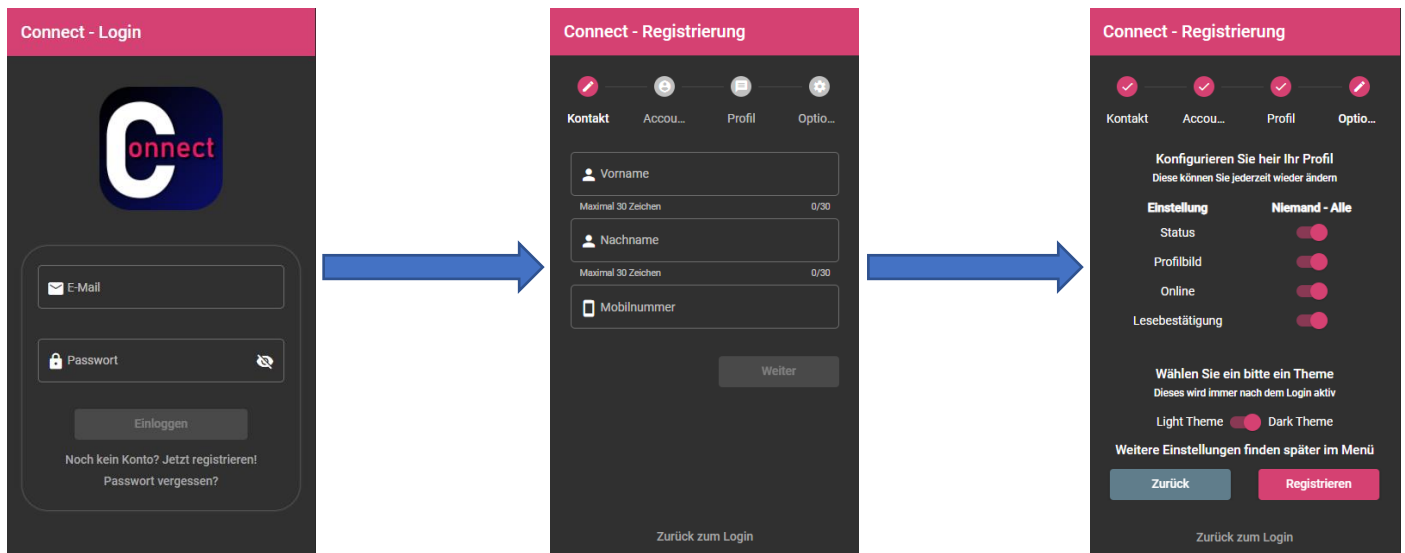 Connect - Login
Connect
E-Mail
Passwort
Einloggen
Noch kein Konto? Jetzt registrieren!
Passwort vergessen?
Connect - Registrierung
Kontakt Accou... Profil Optio...
Vorname
Maximal 30 Zeichen 0/30
Nachname
Maximal 30 Zeichen 0/30
Mobilnummer
Weiter
Zurück zum Login
Connect - Registrierung
Kontakt Accou... Profil Optio...
Konfigurieren Sie heir Ihr Profil
Diese können Sie jederzeit wieder ändern
Einstellung Niemand - Alle
Status
Profilbild
Online
Lesebestätigung
Wählen Sie ein bitte ein Theme
Dieses wird immer nach dem Login aktiv
Light Theme Dark Theme
Weitere Einstellungen finden später im Menü
Zurück Registrieren
Zurück zum Login